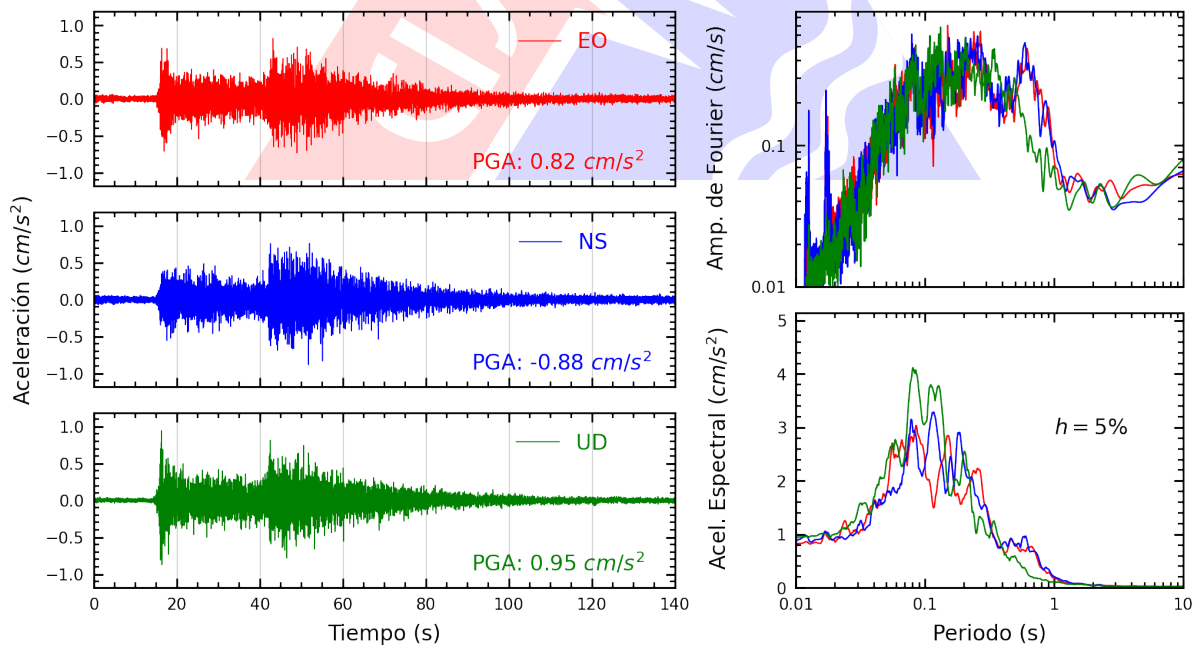 Aceleración (cm/s²)
1.0
0.5
0.0
−0.5
−1.0
EO
PGA: 0.82 cm/s²
1.0
0.5
0.0
−0.5
−1.0
NS
PGA: -0.88 cm/s²
1.0
0.5
0.0
−0.5
−1.0
UD
PGA: 0.95 cm/s²
0 20 40 60 80 100 120 140
Tiempo (s)
Amp. de Fourier (cm/s)
0.1
0.01
Acel. Espectral (cm/s²)
5
4
3
2
1
0
h = 5%
0.01 0.1 1 10
Periodo (s)